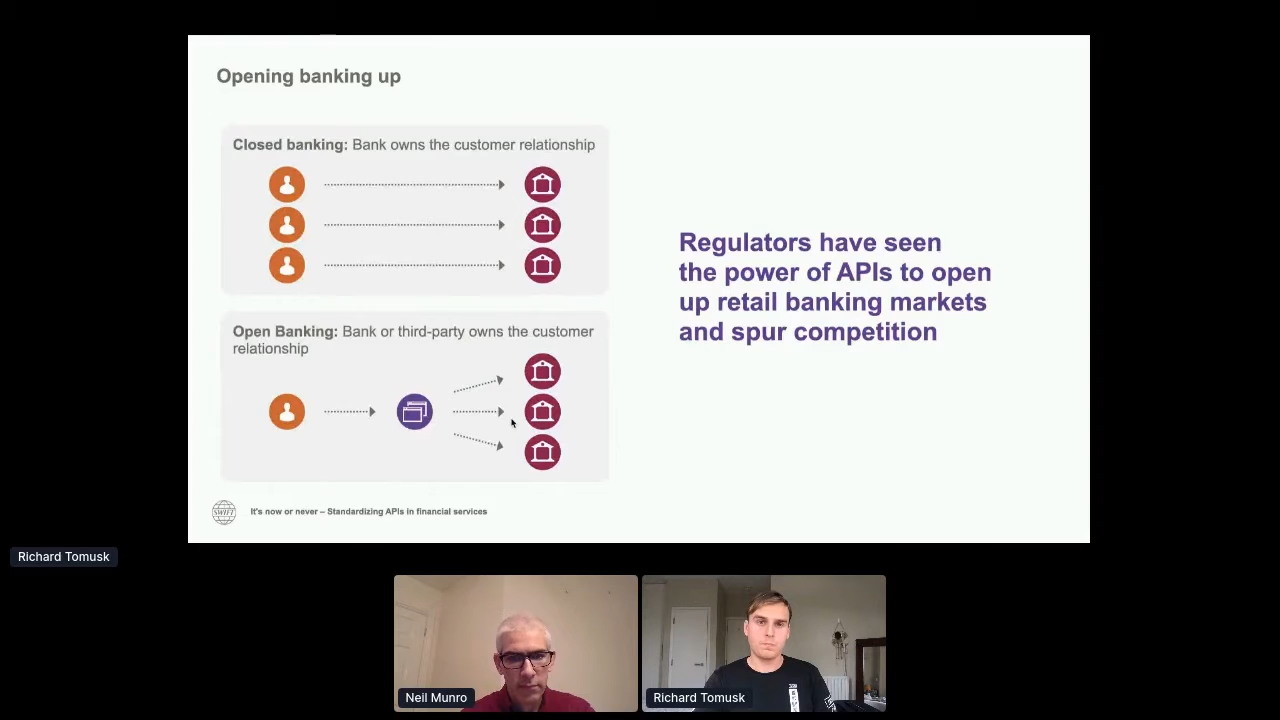 Opening banking up
Closed banking: Bank owns the customer relationship
Open Banking: Bank or third-party owns the customer
relationship
Regulators have seen
the power of APIs to open
up retail banking markets
and spur competition
SWIFT
It's now or never – Standardizing APIs in financial services
Richard Tomusk
Neil Munro
Richard Tomusk